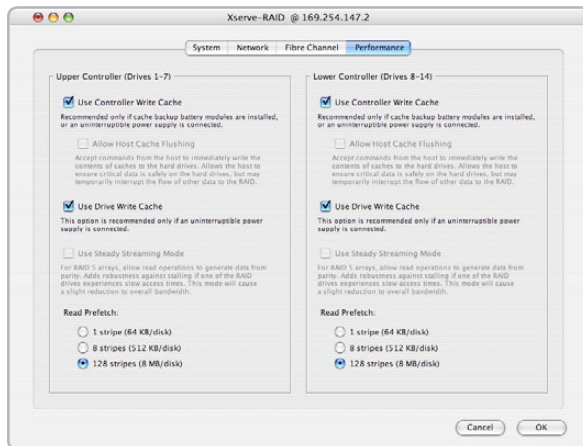 Xserve-RAID @ 169.254.147.2
System Network Fibre Channel Performance
Upper Controller (Drives 1-7)
Use Controller Write Cache
Recommended only if cache backup battery modules are installed,
or an uninterruptible power supply is connected.
Allow Host Cache Flushing
Accept commands from the host to immediately write the
contents of caches to the hard drives. Allows the host to
ensure critical data is safely on the hard drives, but may
temporarily interrupt the flow of other data to the RAID.
Use Drive Write Cache
This option is recommended only if an uninterruptible power
supply is connected.
Use Steady Streaming Mode
For RAID 5 arrays, allow read operations to generate data from
parity. Adds robustness against stalling if one of the RAID
drives experiences slow access times. This mode will cause
a slight reduction to overall bandwidth.
Read Prefetch:
1 stripe (64 KB/disk)
8 stripes (512 KB/disk)
128 stripes (8 MB/disk)
Lower Controller (Drives 8-14)
Use Controller Write Cache
Recommended only if cache backup battery modules are installed,
or an uninterruptible power supply is connected.
Allow Host Cache Flushing
Accept commands from the host to immediately write the
contents of caches to the hard drives. Allows the host to
ensure critical data is safely on the hard drives, but may
temporarily interrupt the flow of other data to the RAID.
Use Drive Write Cache
This option is recommended only if an uninterruptible power
supply is connected.
Use Steady Streaming Mode
For RAID 5 arrays, allow read operations to generate data from
parity. Adds robustness against stalling if one of the RAID
drives experiences slow access times. This mode will cause
a slight reduction to overall bandwidth.
Read Prefetch:
1 stripe (64 KB/disk)
8 stripes (512 KB/disk)
128 stripes (8 MB/disk)
Cancel OK